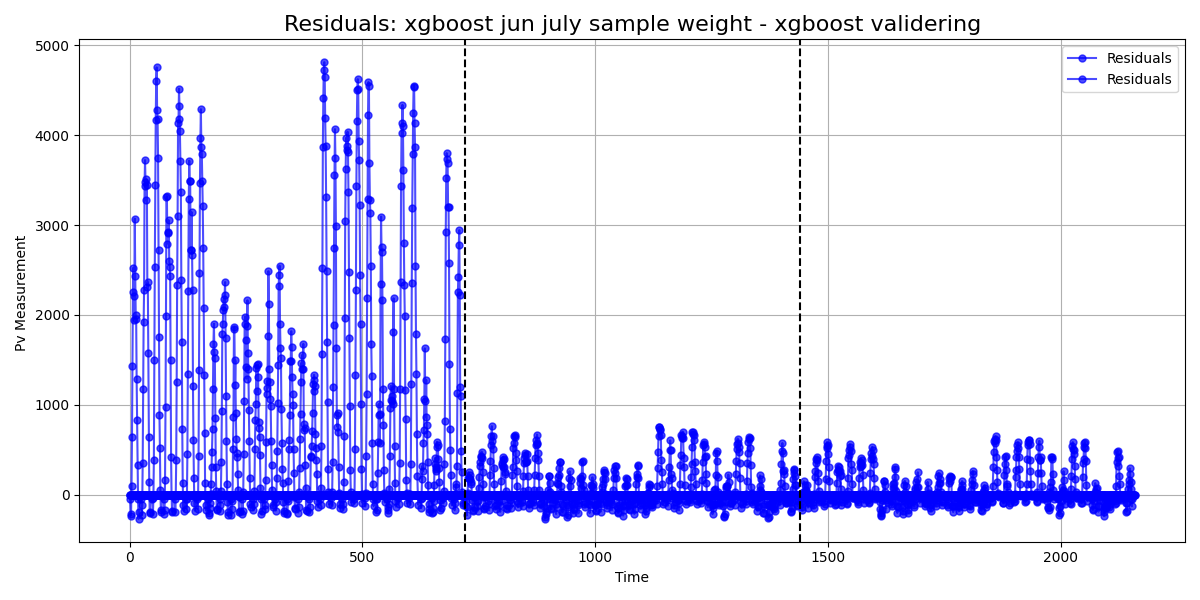 Residuals: xgboost jun july sample weight - xgboost validering
Residuals
Residuals
Pv Measurement
5000
4000
3000
2000
1000
0
0
500
1000
1500
2000
Time